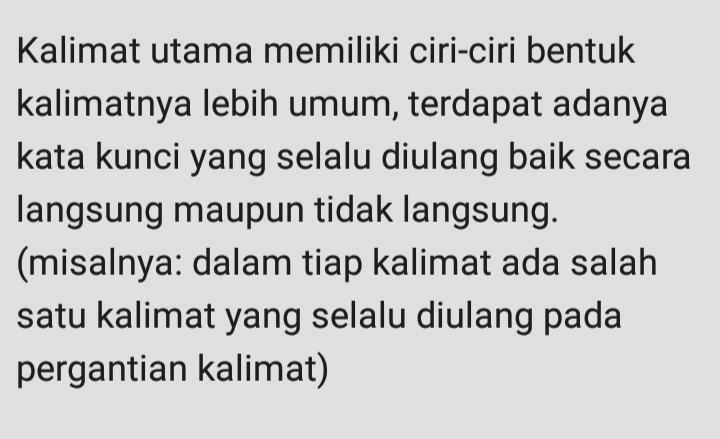 Kalimat utama memiliki ciri-ciri bentuk
kalimatnya lebih umum, terdapat adanya
kata kunci yang selalu diulang baik secara
langsung maupun tidak langsung.
(misalnya: dalam tiap kalimat ada salah
satu kalimat yang selalu diulang pada
pergantian kalimat)